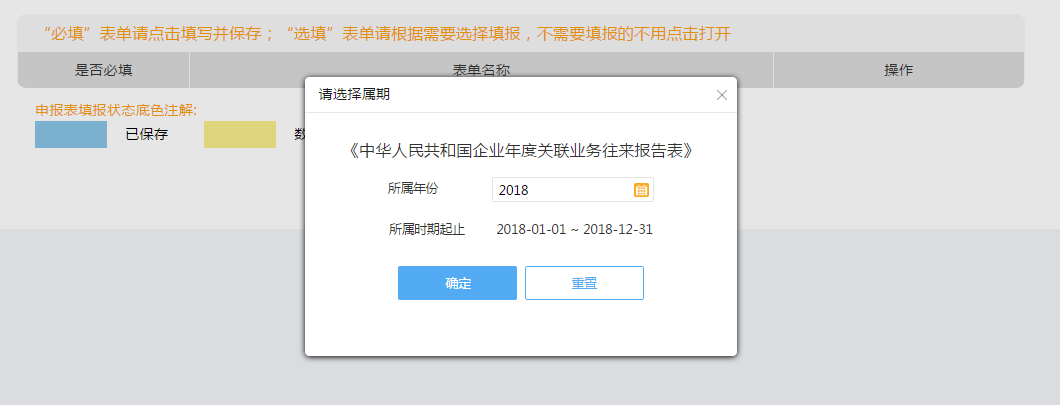 “必填”表单请点击填写并保存；“选填”表单请根据需要选择填报，不需要填报的不用点击打开
是否必填 表单名称 操作
申报表填报状态底色注解:
已保存 数
请选择属期
《中华人民共和国企业年度关联业务往来报告表》
所属年份 2018
所属时期起止 2018-01-01 ~ 2018-12-31
确定 重置